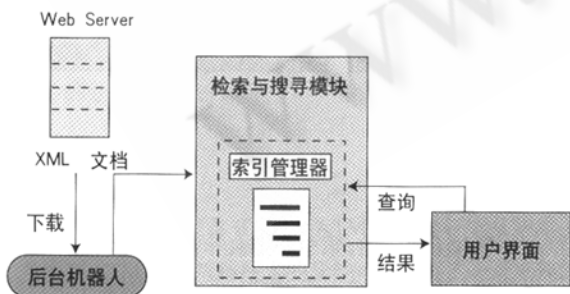 Web Server
检索与搜寻模块
索引管理器
XML 文档
下载
后台机器人
查询
结果
用户界面
WWW.